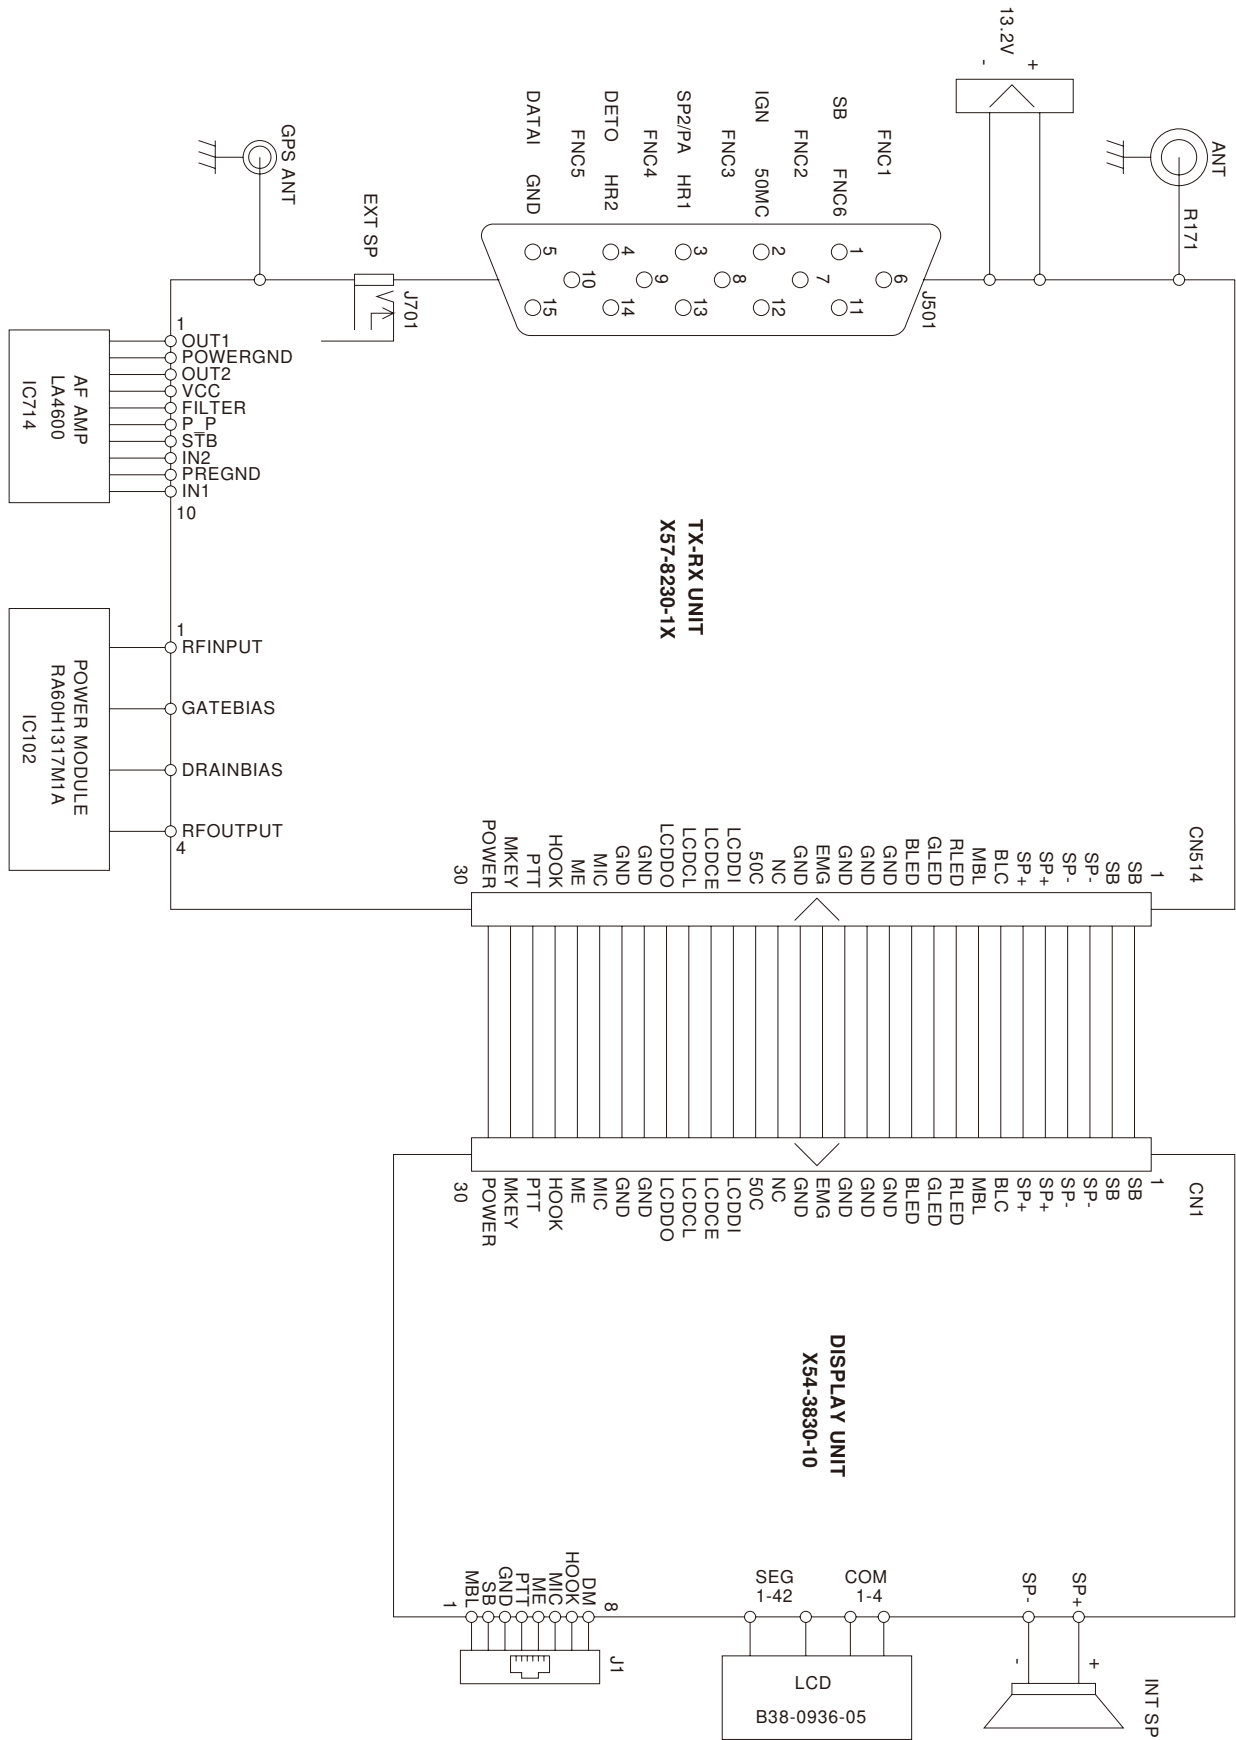 13.2V
-
+
ANT
R171
GPS ANT
EXT SP
J701
DATAI GND
FNC5
DETO HR2
FNC4
SP2/PA HR1
FNC3
IGN 50MC
FNC2
SB FNC6
FNC1
5
4
3
2
1
10
9
8
7
6
15
14
13
12
11
J501
1
OUT1
POWERGND
OUT2
VCC
FILTER
P_P
STB
IN2
PREGND
IN1
10
AF AMP
LA4600
IC714
TX-RX UNIT
X57-8230-1X
1
RFINPUT
GATEBIAS
DRAINBIAS
RFOUTPUT
4
POWER MODULE
RA60H1317M1A
IC102
CN514
1
SB
SB
SP-
SP-
SP+
SP+
BLC
MBL
RLED
GLED
BLED
GND
GND
GND
EMG
GND
NC
50C
LCDDI
LCDCE
LCDCL
LCDDO
GND
GND
MIC
ME
HOOK
PTT
MKEY
POWER
30
CN1
1
SB
SB
SP-
SP-
SP+
SP+
BLC
MBL
RLED
GLED
BLED
GND
GND
GND
EMG
GND
NC
50C
LCDDI
LCDCE
LCDCL
LCDDO
GND
GND
MIC
ME
HOOK
PTT
MKEY
POWER
30
DISPLAY UNIT
X54-3830-10
8
DM
HOOK
MIC
ME
PTT
GND
SB
MBL
1
J1
SEG
1-42
COM
1-4
LCD
B38-0936-05
SP-
SP+
-
+
INT SP